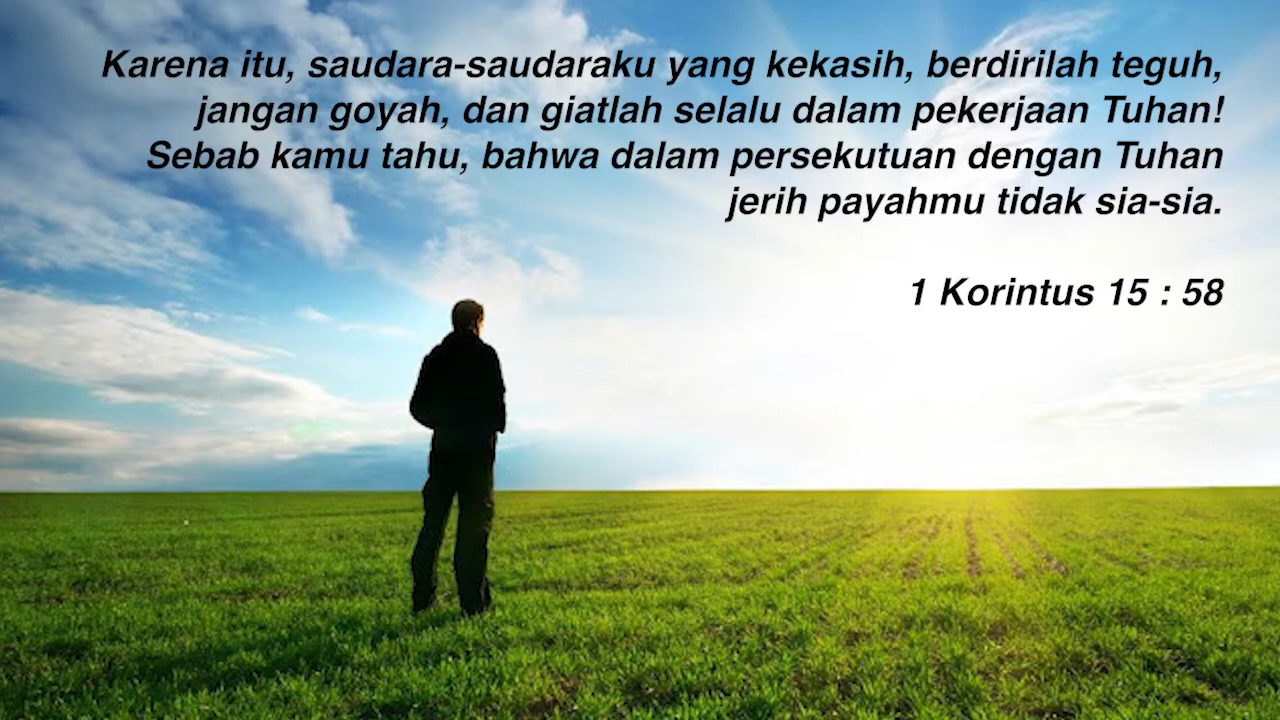 Karena itu, saudara-saudaraku yang kekasih, berdirilah teguh,
jangan goyah, dan giatlah selalu dalam pekerjaan Tuhan!
Sebab kamu tahu, bahwa dalam persekutuan dengan Tuhan
jerih payahmu tidak sia-sia.
1 Korintus 15 : 58